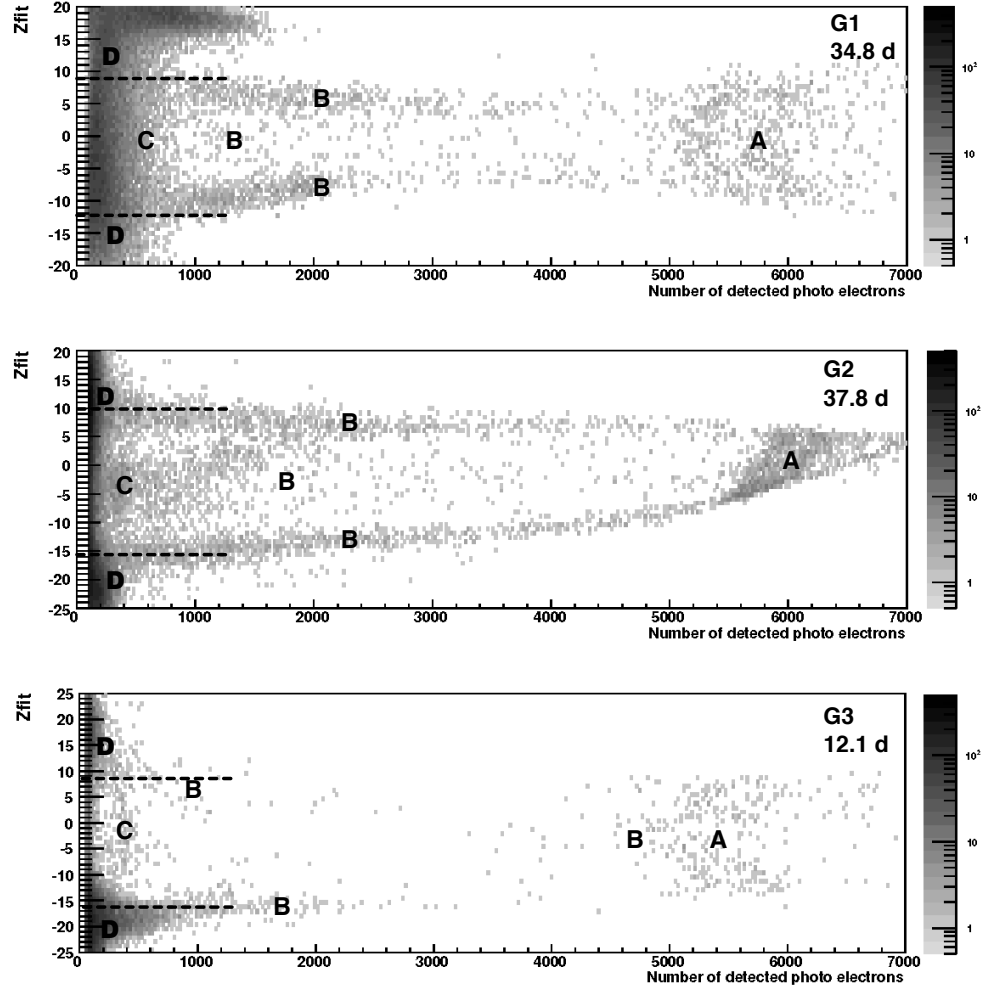 Zfit
20
15
10
5
0
-5
-10
-15
-20
D
B
C B A
B
D
G1
34.8 d
10²
10
1
0 1000 2000 3000 4000 5000 6000 7000
Number of detected photo electrons
Zfit
20
15
10
5
0
-5
-10
-15
-20
-25
D
B
A
C B
B
D
G2
37.8 d
10²
10
1
0 1000 2000 3000 4000 5000 6000 7000
Number of detected photo electrons
Zfit
25
20
15
10
5
0
-5
-10
-15
-20
-25
D
B
C B A
B
D
G3
12.1 d
10²
10
1
0 1000 2000 3000 4000 5000 6000 7000
Number of detected photo electrons